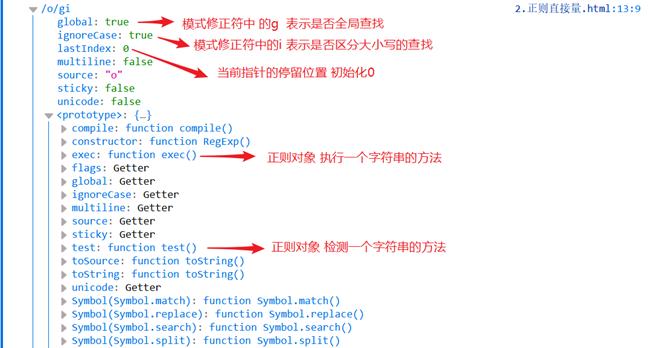 /o/gi
2.正则直接量.html:13:9
global: true
模式修正符中 的g 表示是否全局查找
ignoreCase: true
模式修正符中的i 表示是否区分大小写的查找
lastIndex: 0
multiline: false
当前指针的停留位置 初始化0
source: "o"
sticky: false
unicode: false
<prototype>: {…}
compile: function compile()
constructor: function RegExp()
exec: function exec()
正则对象 执行一个字符串的方法
flags: Getter
global: Getter
ignoreCase: Getter
multiline: Getter
source: Getter
sticky: Getter
test: function test()
正则对象 检测一个字符串的方法
toSource: function toString()
toString: function toString()
unicode: Getter
Symbol(Symbol.match): function Symbol.match()
Symbol(Symbol.replace): function Symbol.replace()
Symbol(Symbol.search): function Symbol.search()
Symbol(Symbol.split): function Symbol.split()